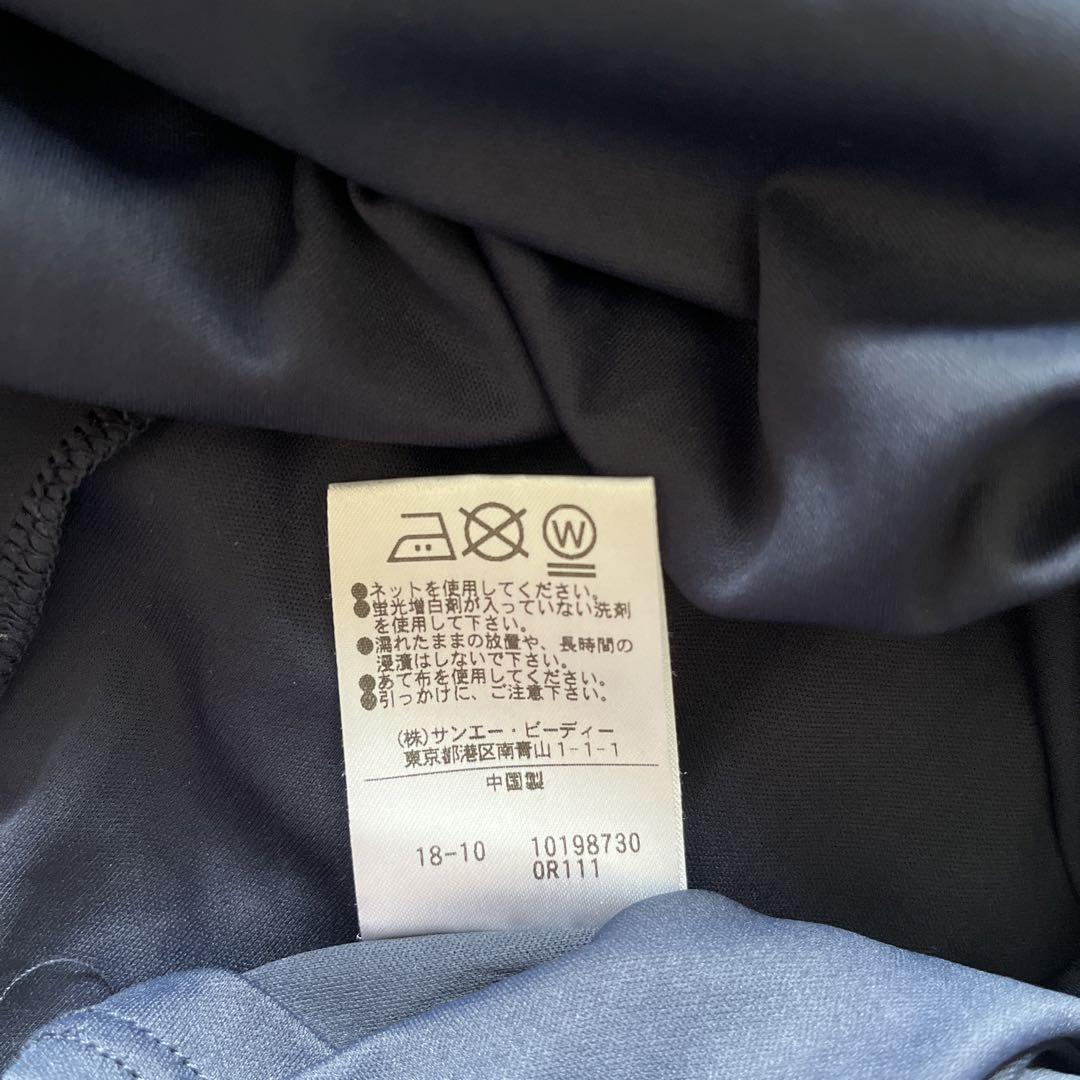 W
●ネットを使用してください。
●蛍光増白剤が入っていない洗剤
を使用して下さい。
●濡れたままの放置や、長時間の
浸漬はしないで下さい。
●あて布を使用してください。
●引っかけに、ご注意下さい。
(株)サンエー・ビーディー
東京都港区南青山1-1-1
中国製
18-10 10198730
0R111